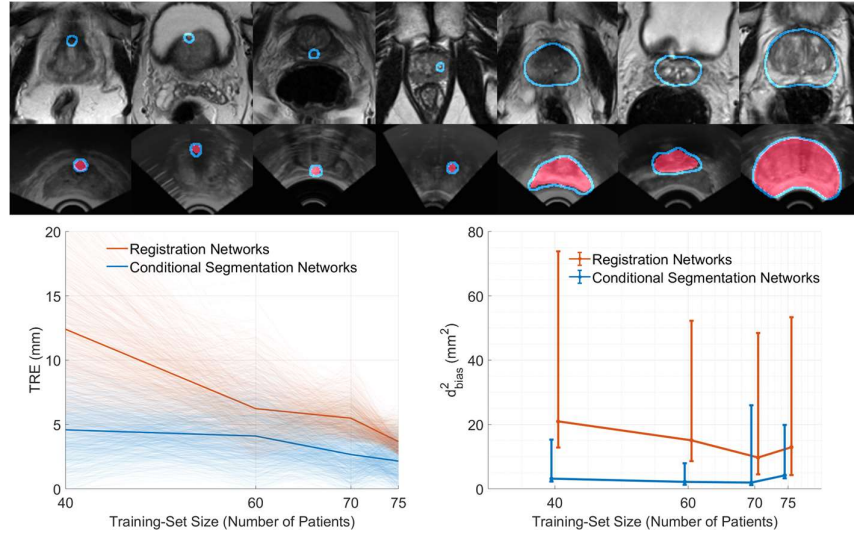 20
15
10
5
0
TRE (mm)
Registration Networks
Conditional Segmentation Networks
40
60
70
75
Training-Set Size (Number of Patients)
80
60
40
20
0
d²bias (mm²)
Registration Networks
Conditional Segmentation Networks
40
60
70
75
Training-Set Size (Number of Patients)